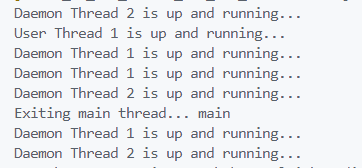 Daemon Thread 2 is up and running...
User Thread 1 is up and running...
Daemon Thread 1 is up and running...
Daemon Thread 1 is up and running...
Daemon Thread 2 is up and running...
Exiting main thread... main
Daemon Thread 1 is up and running...
Daemon Thread 2 is up and running...